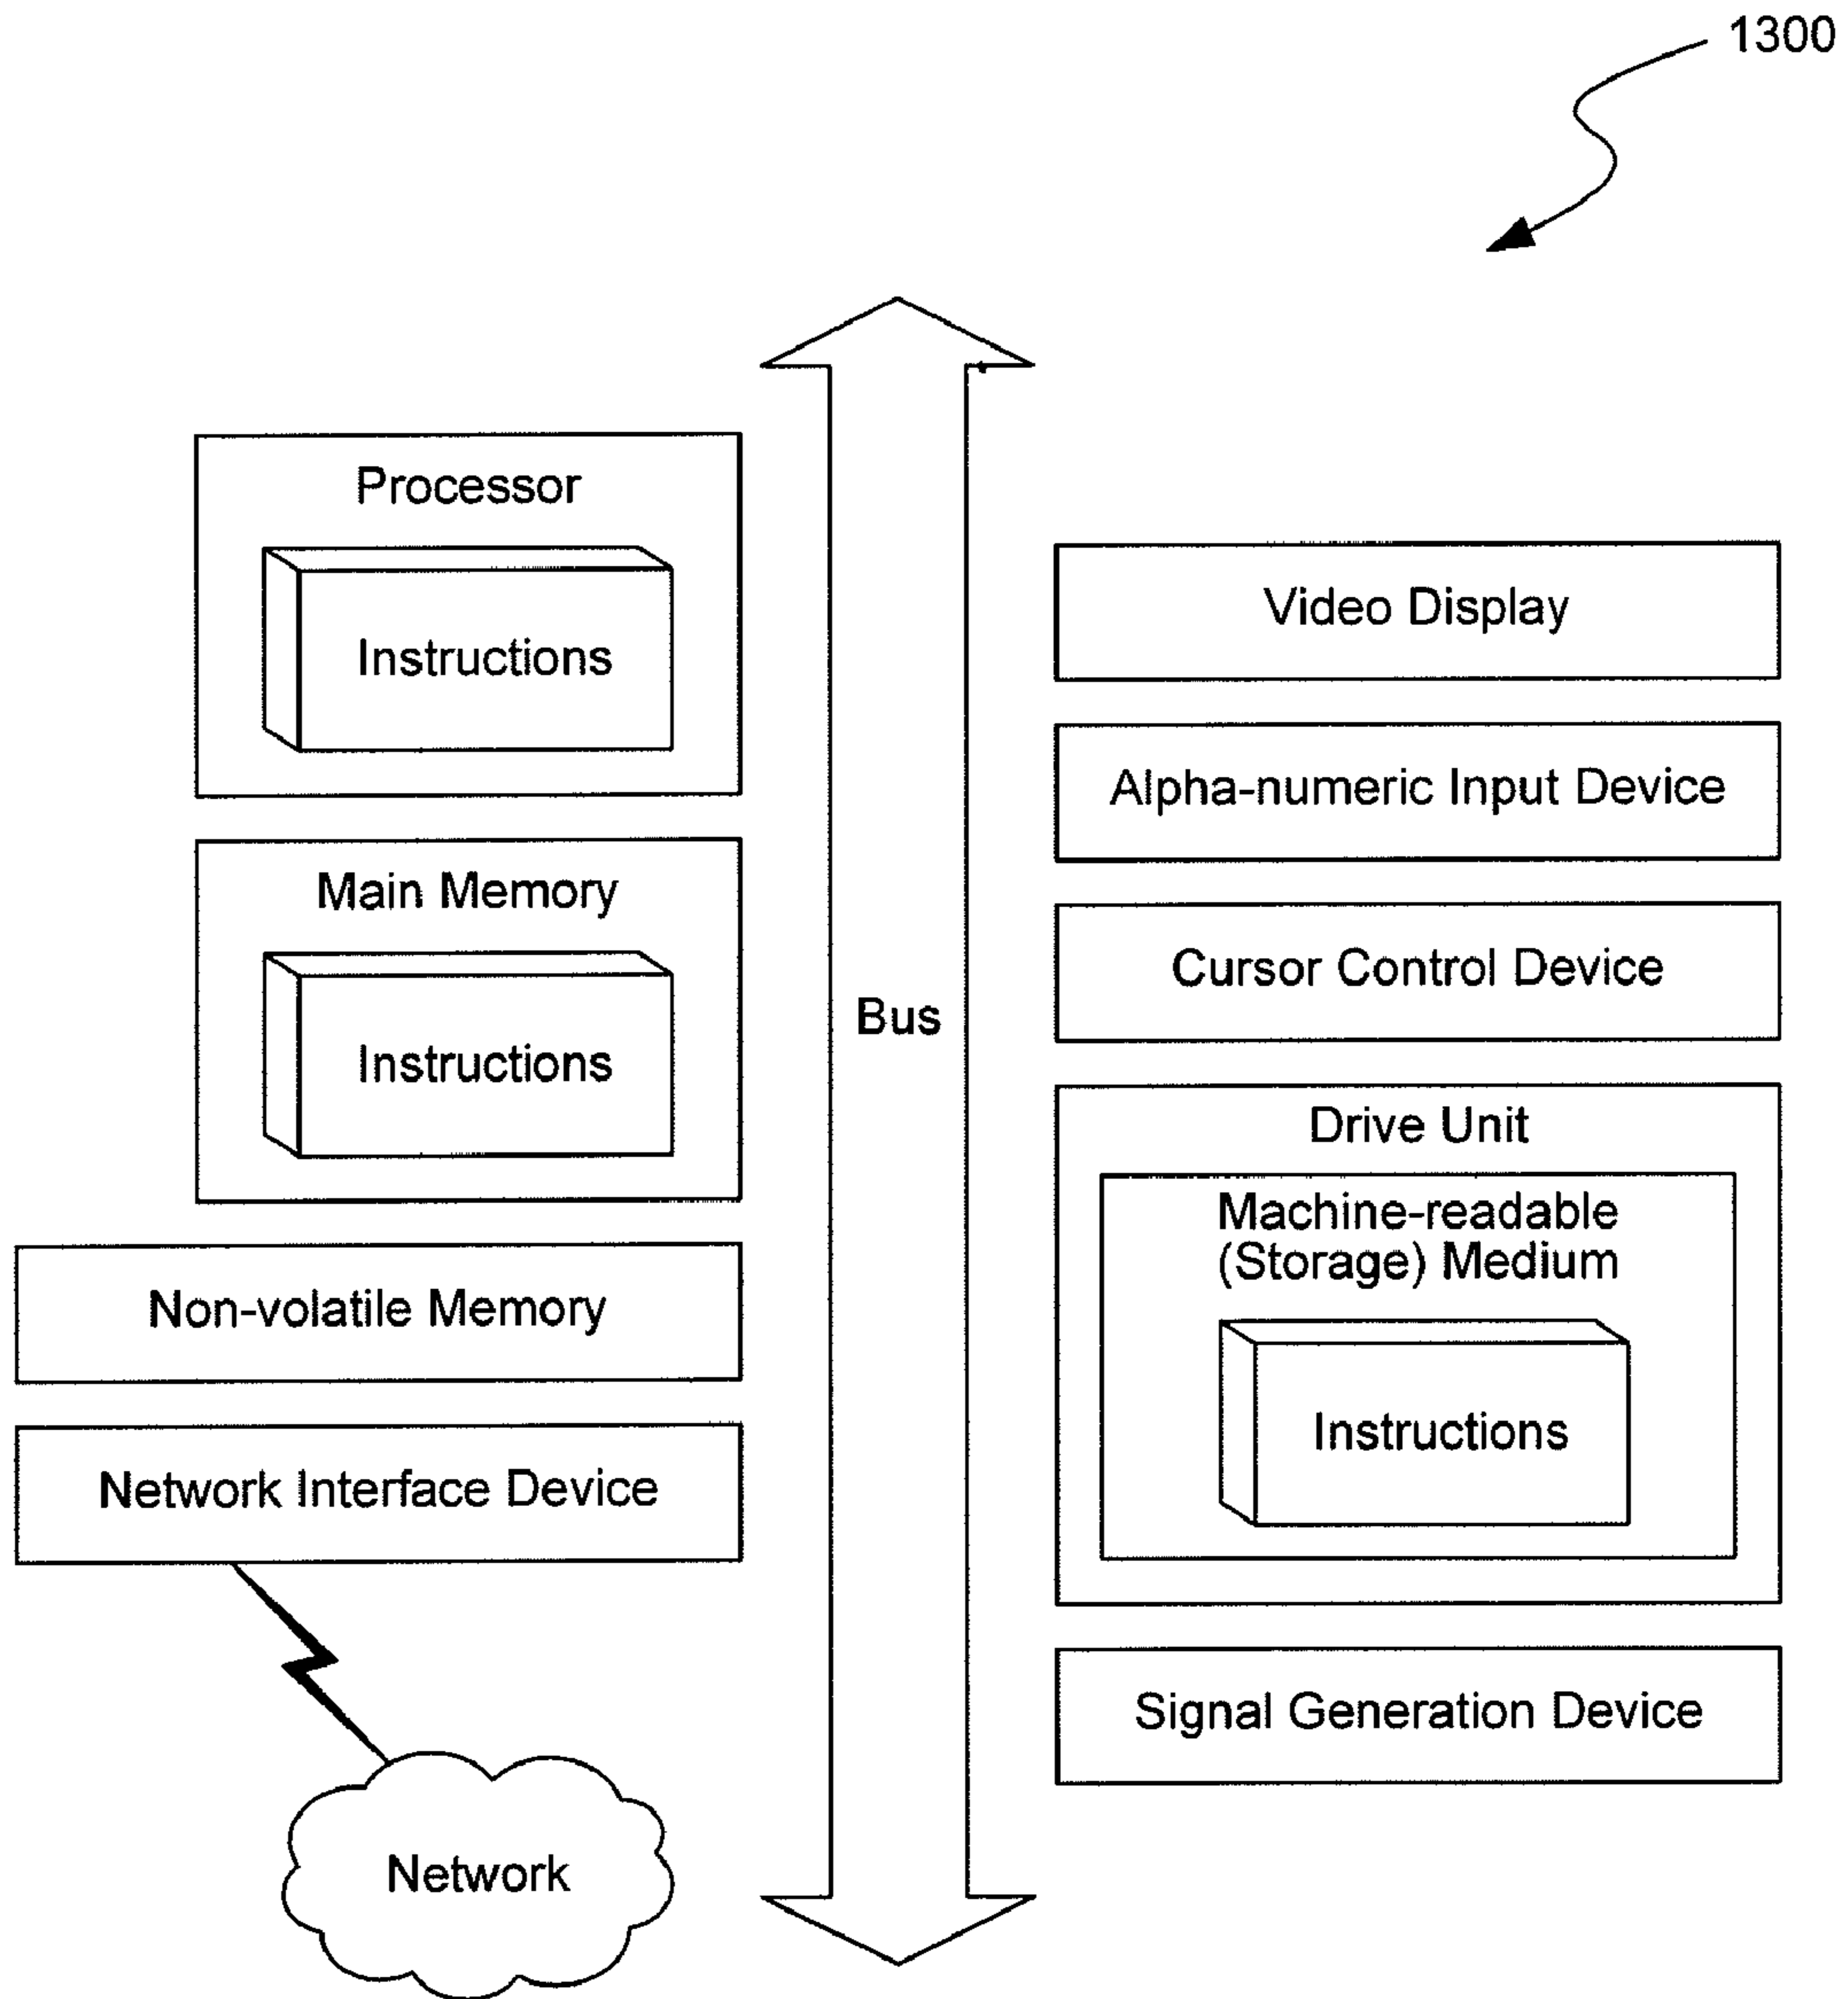 1300
Processor
Instructions
Main Memory
Instructions
Non-volatile Memory
Network Interface Device
Network
Bus
Video Display
Alpha-numeric Input Device
Cursor Control Device
Drive Unit
Machine-readable
(Storage) Medium
Instructions
Signal Generation Device